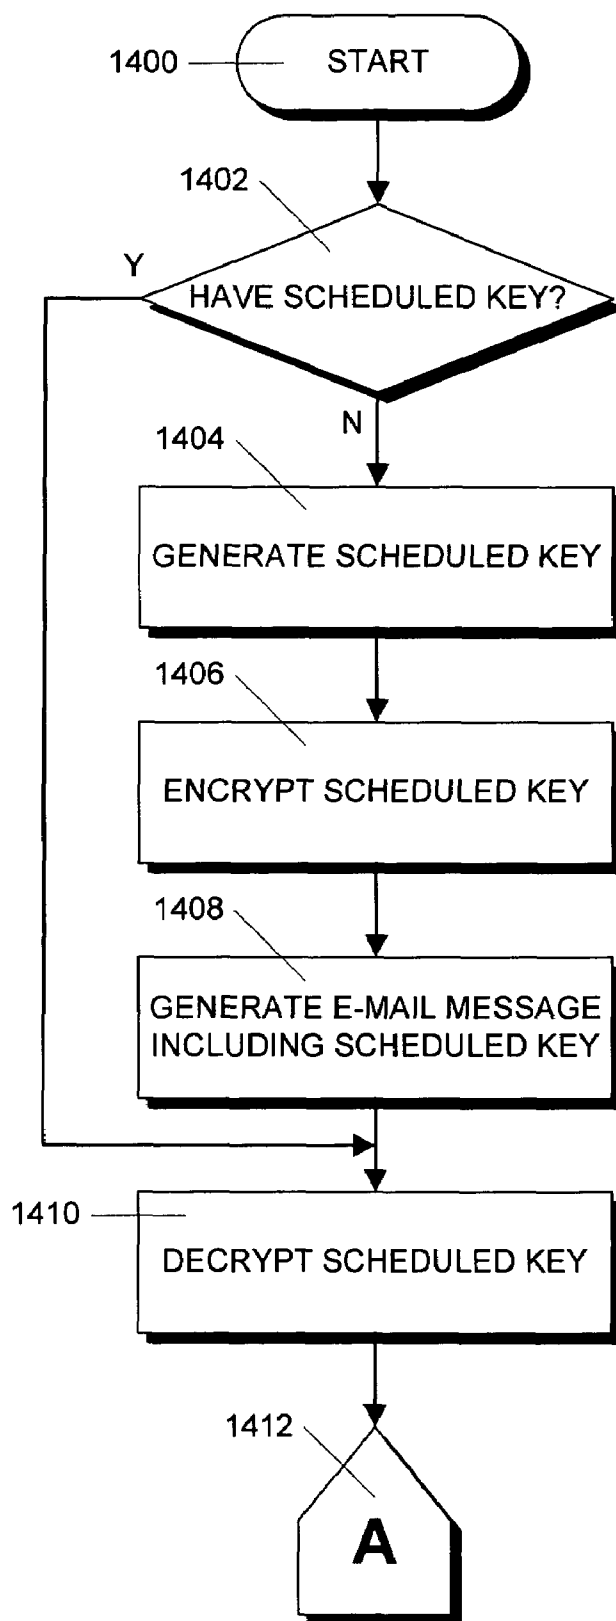 1400
START
1402
Y
HAVE SCHEDULED KEY?
N
1404
GENERATE SCHEDULED KEY
1406
ENCRYPT SCHEDULED KEY
1408
GENERATE E-MAIL MESSAGE
INCLUDING SCHEDULED KEY
1410
DECRYPT SCHEDULED KEY
1412
A